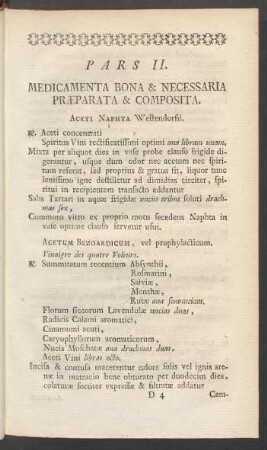 PARS II.
MEDICAMENTA BONA & NECESSARIA
PRÆPARATA & COMPOSITA.
ACETI NAPHTA Westendorfii.
℞. Aceti concentrati
Spiritus Vini rectificatissimi optimi ana libram unam,
Mixta per aliquot dies in vase probe clauso frigide di-
gerantur, usque dum odor nec acetum nec spiri-
tum referat, sed proprius & gratus sit, liquor tunc
lenissimo igne destilletur ad dimidium circiter, spi-
ritui in recipientem transacto addantur
Salis Tartari in aquæ frigidæ unciis tribus soluti drach-
mæ sex,
Commoto vitro ex proprio motu secedens Naphta in
vase optime clauso servetur usui.
ACETUM BEZOARDICUM, vel prophylacticum.
Vinaigre des quatre Voleurs.
℞. Summitatum recentium Absynthii,
Rosmarini,
Salviæ,
Menthæ,
Rutæ ana sesunciam,
Florum siccorum Lavendulæ uncias duas,
Radicis Calami aromatici,
Cinamomi acuti,
Caryophyllorum aromaticorum,
Nucis Moschatæ ana drachmas duas,
Aceti Vini libras octo.
Incisa & contusa macerentur calore solis vel ignis are-
næ in matracio bene obturato per duodecim dies,
colaturæ fortiter expressæ & filtratæ addatur
D 4 Cam-